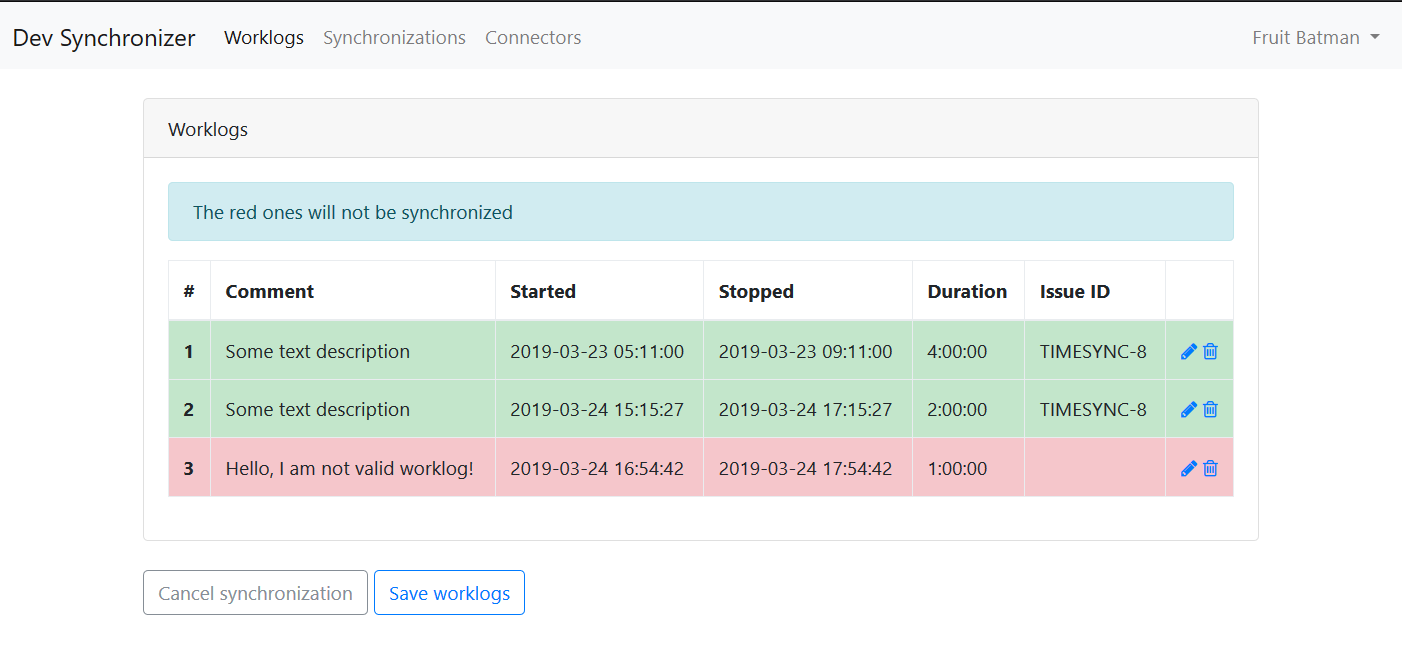 Dev Synchronizer Worklogs Synchronizations Connectors Fruit Batman
Worklogs
The red ones will not be synchronized
# Comment Started Stopped Duration Issue ID
1 Some text description 2019-03-23 05:11:00 2019-03-23 09:11:00 4:00:00 TIMESYNC-8
2 Some text description 2019-03-24 15:15:27 2019-03-24 17:15:27 2:00:00 TIMESYNC-8
3 Hello, I am not valid worklog! 2019-03-24 16:54:42 2019-03-24 17:54:42 1:00:00
Cancel synchronization Save worklogs